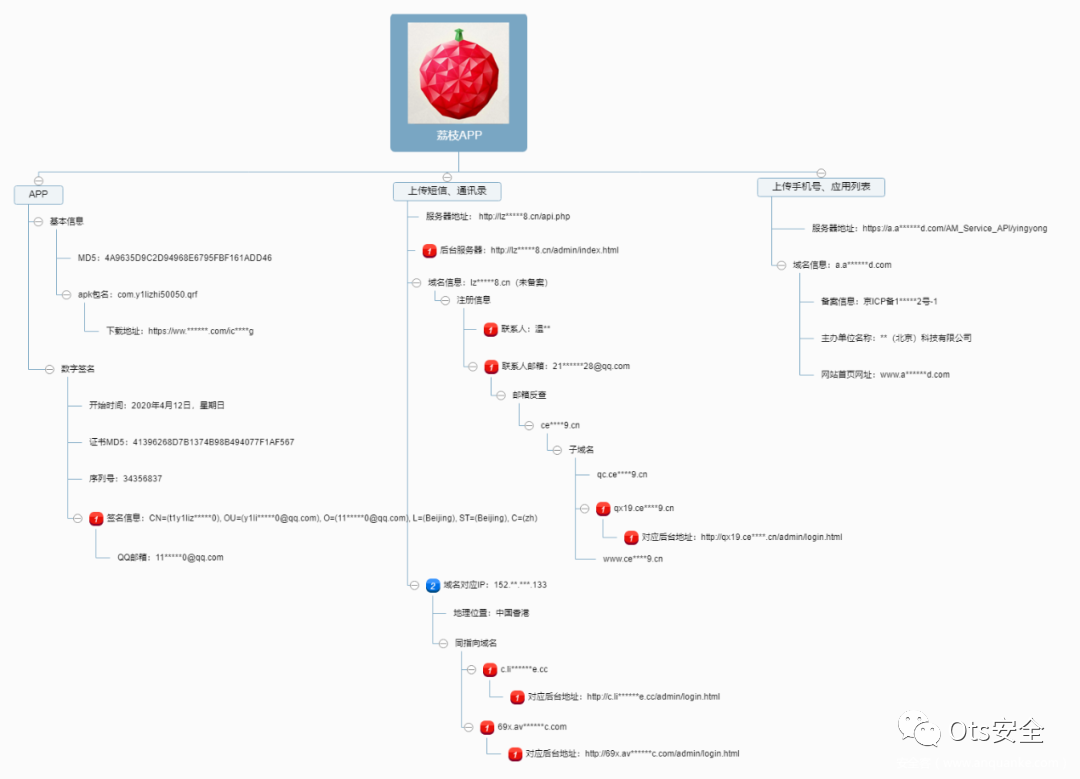 荔枝APP
APP
基本信息
MD5：4A9635D9C2D94968E6795FBF161ADD46
apk包名：com.y1lizhi50050.qrf
下载地址：https://ww.******.com/ic****g
数字签名
开始时间：2020年4月12日，星期日
证书MD5：41396268D7B1374B98B494077F1AF567
序列号：34356837
签名信息：CN=(t1y1liz*****0), OU=(y1li*****0@qq.com), O=(11*****0@qq.com), L=(Beijing), ST=(Beijing), C=(zh)
QQ邮箱：11*****0@qq.com
上传短信、通讯录
服务器地址：http://lz*****8.cn/api.php
后台服务器：http://lz*****8.cn/admin/index.html
域名信息：lz*****8.cn（未备案）
注册信息
联系人：温**
联系人邮箱：21******28@qq.com
邮箱反查
ce****9.cn
子域名
qc.ce****9.cn
qx19.ce****9.cn
对应后台地址：http://qx19.ce****.cn/admin/login.html
www.ce****9.cn
域名对应IP：152.**.***.133
地理位置：中国香港
同指向域名
c.li******e.cc
对应后台地址：http://c.li******e.cc/admin/login.html
69x.av******c.com
对应后台地址：http://69x.av******c.com/admin/login.html
上传手机号、应用列表
服务器地址：https://a.a******d.com/AM_Service_API/yingyong
域名信息：a.a******d.com
备案信息：京ICP备1*****2号-1
主办单位名称：**（北京）科技有限公司
网站首页网址：www.a******d.com
Ots安全